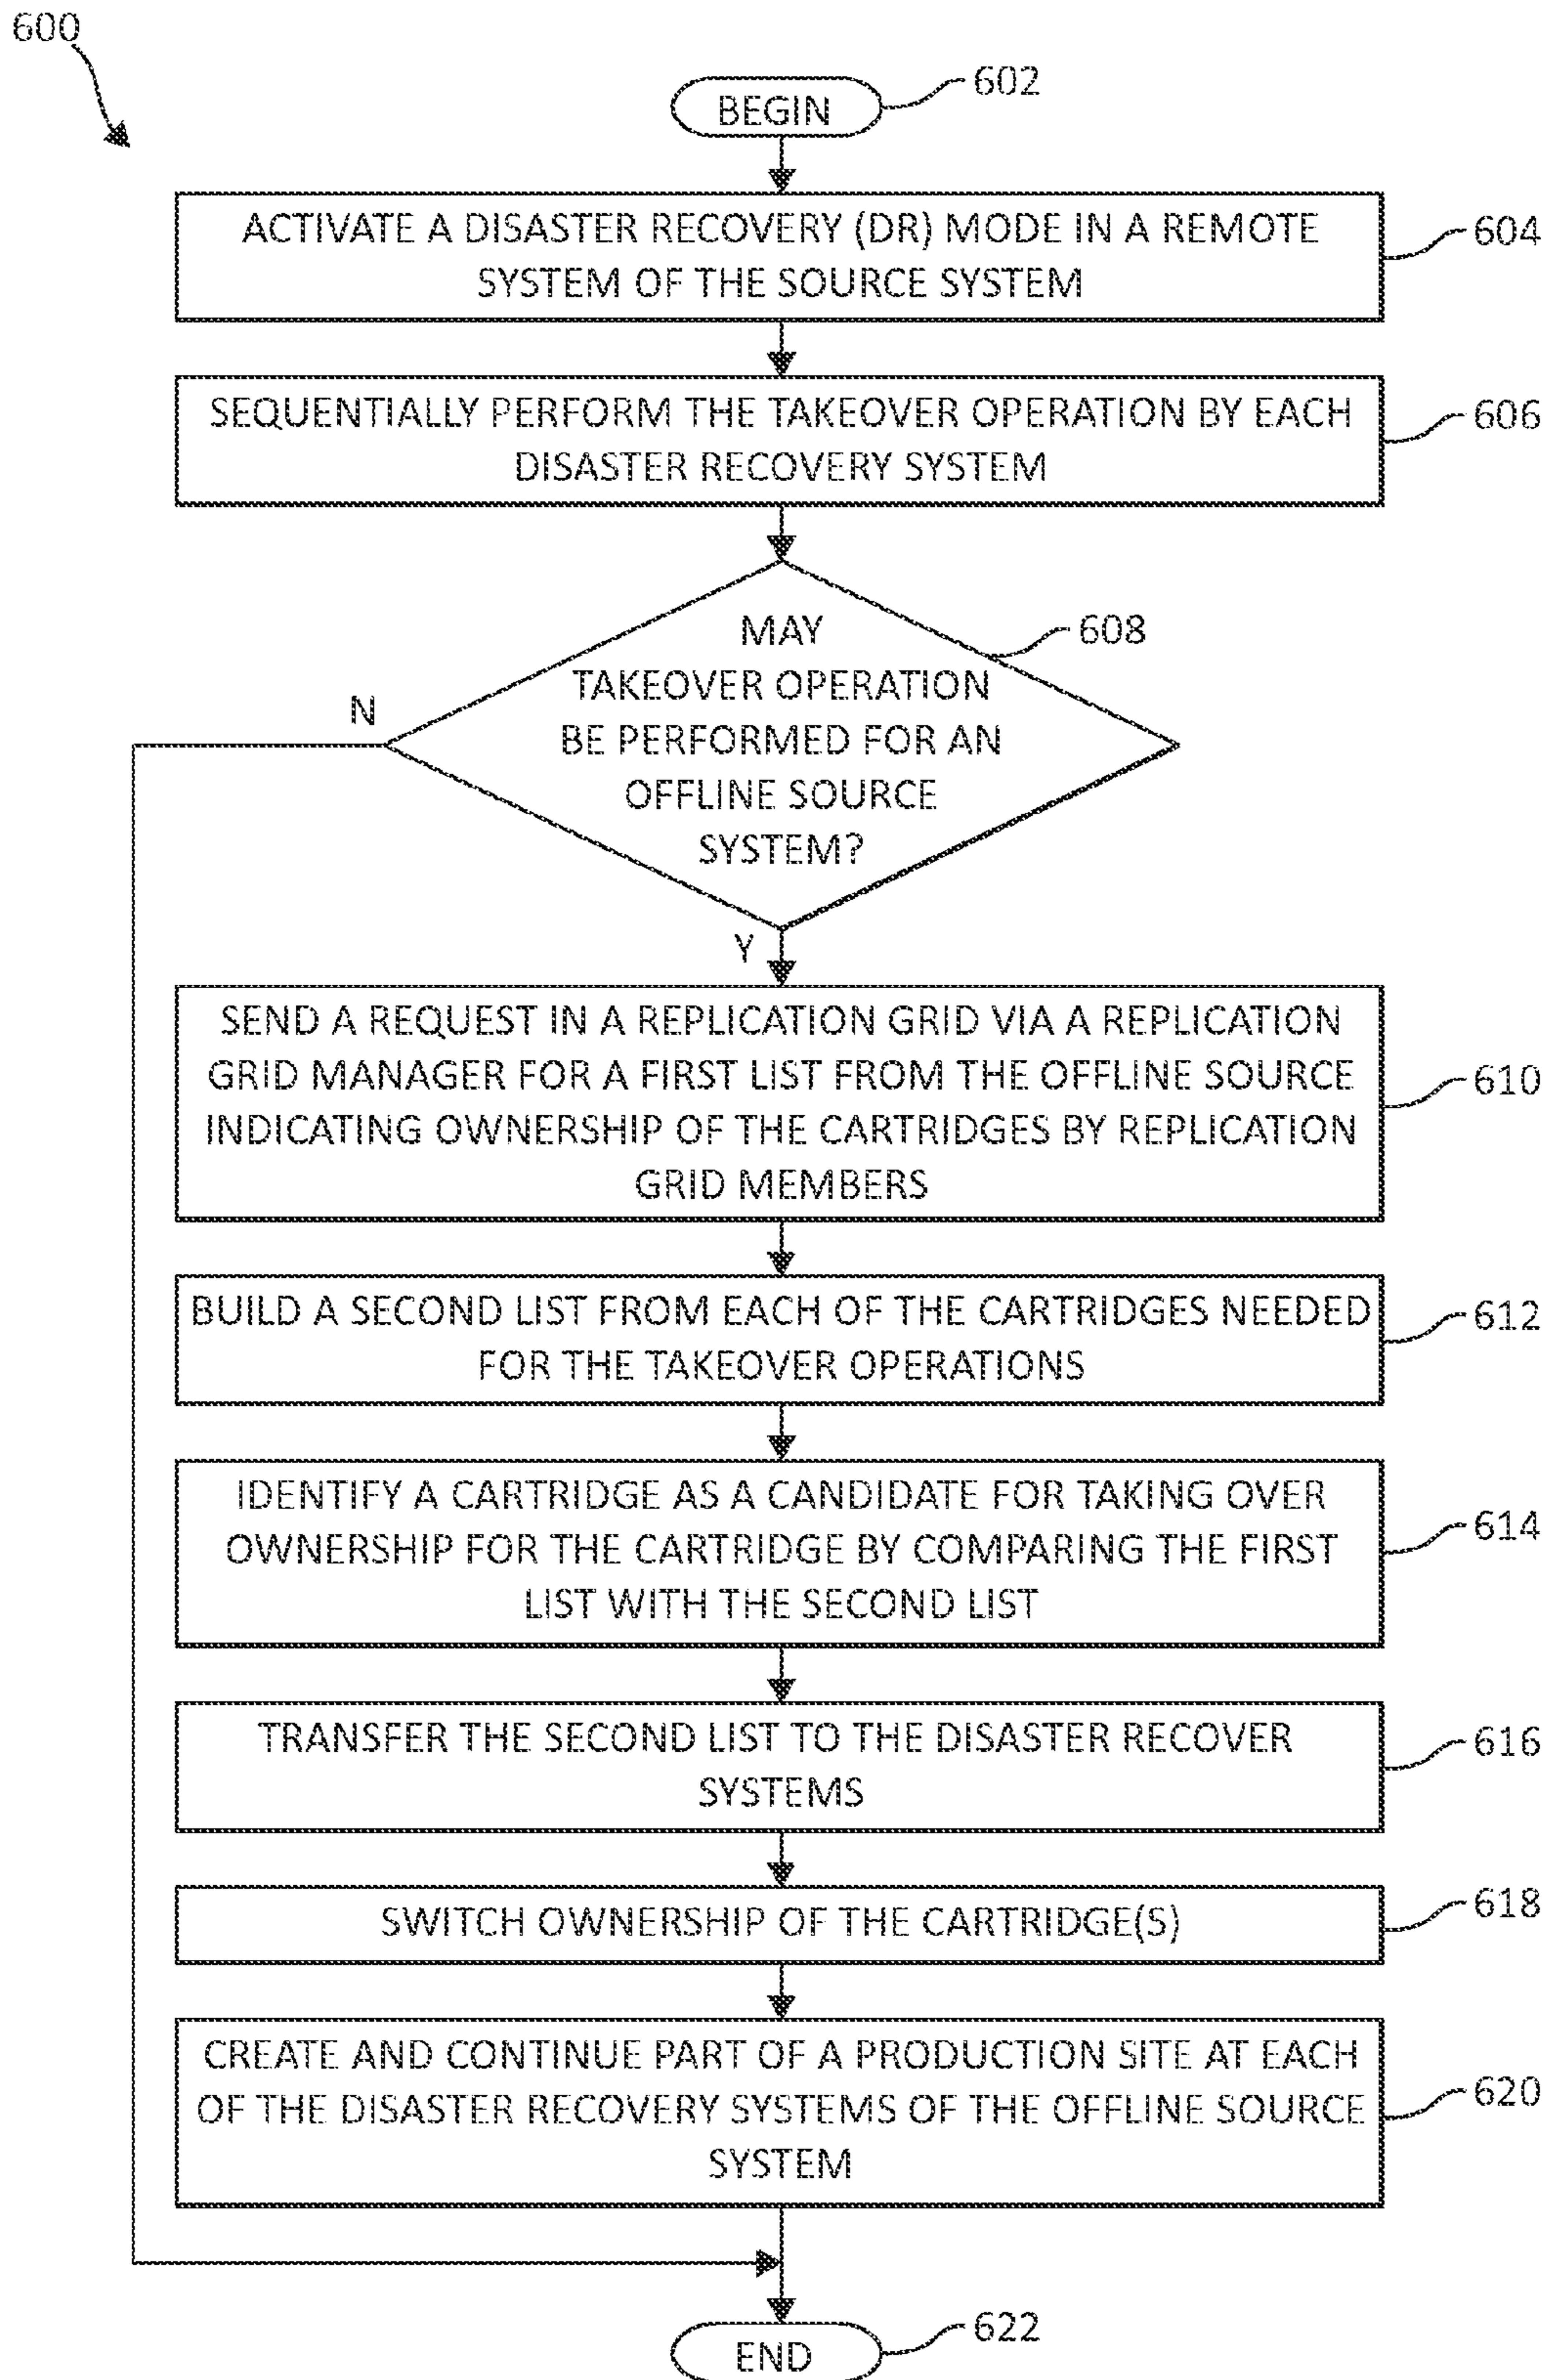 600
BEGIN
602
ACTIVATE A DISASTER RECOVERY (DR) MODE IN A REMOTE
SYSTEM OF THE SOURCE SYSTEM
604
SEQUENTIALLY PERFORM THE TAKEOVER OPERATION BY EACH
DISASTER RECOVERY SYSTEM
606
MAY
TAKEOVER OPERATION
BE PERFORMED FOR AN
OFFLINE SOURCE
SYSTEM?
608
N
Y
SEND A REQUEST IN A REPLICATION GRID VIA A REPLICATION
GRID MANAGER FOR A FIRST LIST FROM THE OFFLINE SOURCE
INDICATING OWNERSHIP OF THE CARTRIDGES BY REPLICATION
GRID MEMBERS
610
BUILD A SECOND LIST FROM EACH OF THE CARTRIDGES NEEDED
FOR THE TAKEOVER OPERATIONS
612
IDENTIFY A CARTRIDGE AS A CANDIDATE FOR TAKING OVER
OWNERSHIP FOR THE CARTRIDGE BY COMPARING THE FIRST
LIST WITH THE SECOND LIST
614
TRANSFER THE SECOND LIST TO THE DISASTER RECOVER
SYSTEMS
616
SWITCH OWNERSHIP OF THE CARTRIDGE(S)
618
CREATE AND CONTINUE PART OF A PRODUCTION SITE AT EACH
OF THE DISASTER RECOVERY SYSTEMS OF THE OFFLINE SOURCE
SYSTEM
620
END
622